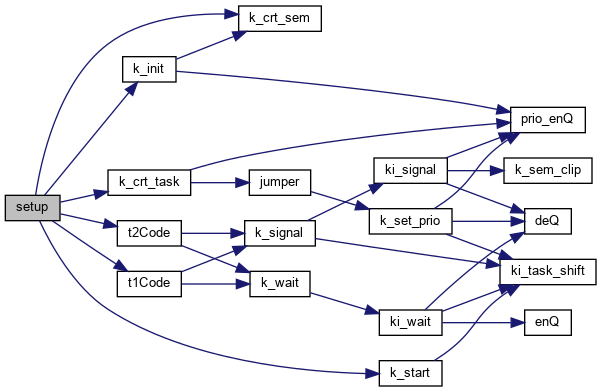 k_crt_sem
k_init
prio_enQ
ki_signal
k_sem_clip
k_crt_task
jumper
setup
k_set_prio
deQ
t2Code
k_signal
ki_task_shift
t1Code
k_wait
ki_wait
enQ
k_start